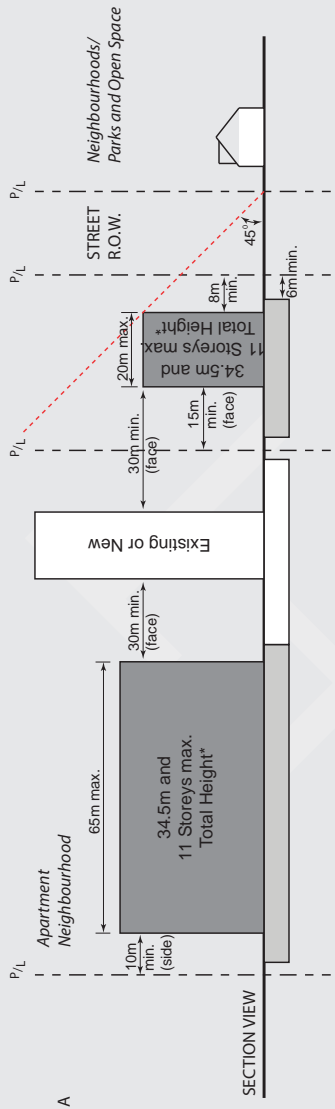 A
P/L
Apartment
Neighbourhood
10m
min.
(side)
65m max.
34.5m and
11 Storeys max.
Total Height*
30m min.
(face)
Existing or New
30m min.
(face)
P/L
15m
min.
(face)
20m max.
34.5m and
11 Storeys max.
Total Height*
8m
min.
6m min.
P/L
STREET
R.O.W.
45°
P/L
Neighbourhoods/
Parks and Open Space
SECTION VIEW